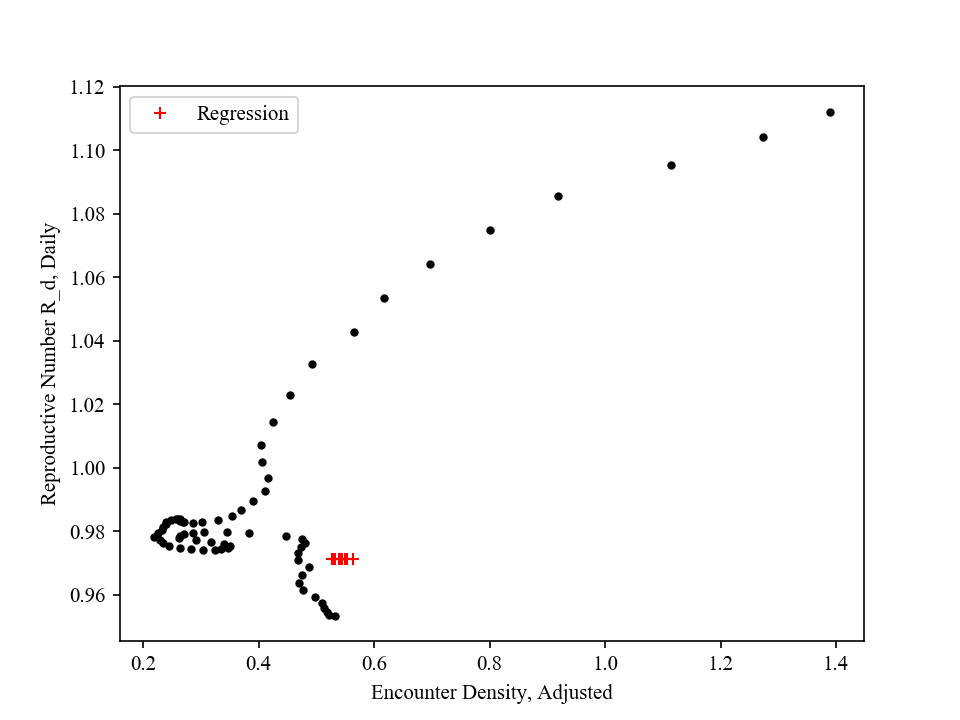 1.12
Regression
1.10
1.08
1.06
1.04
1.02
1.00
0.98
0.96
Reproductive Number R_d, Daily
0.2 0.4 0.6 0.8 1.0 1.2 1.4
Encounter Density, Adjusted